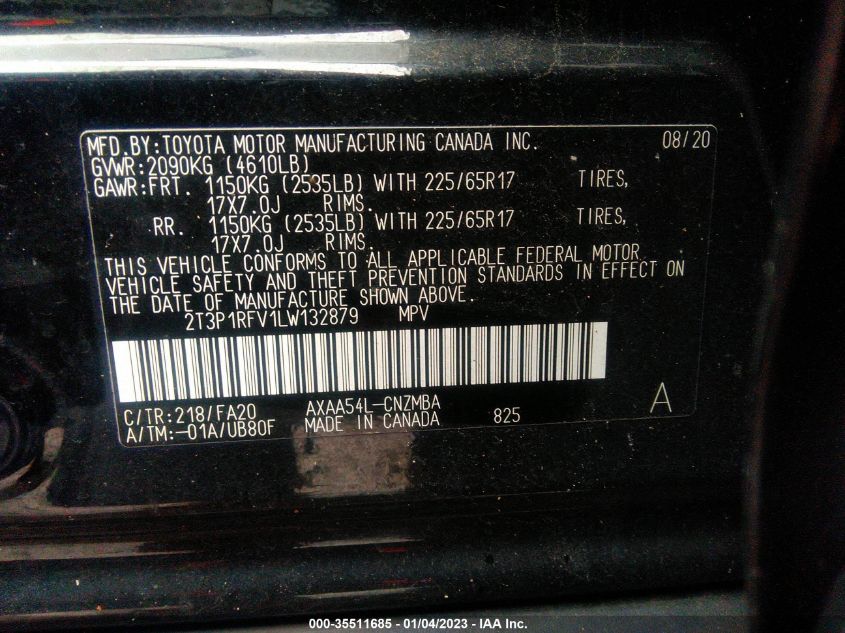 MFD.BY:TOYOTA MOTOR MANUFACTURING CANADA INC. 08/20
GVWR:2090KG (4610LB)
GAWR:FRT. 1150KG (2535LB) WITH 225/65R17 TIRES,
17X7.0J RIMS.
RR. 1150KG (2535LB) WITH 225/65R17 TIRES,
17X7.0J RIMS.
THIS VEHICLE CONFORMS TO ALL APPLICABLE FEDERAL MOTOR
VEHICLE SAFETY AND THEFT PREVENTION STANDARDS IN EFFECT ON
THE DATE OF MANUFACTURE SHOWN ABOVE.
2T3P1RFV1LW132879 MPV
C/TR:218/FA20 AXAA54L-CNZMBA A
A/TM:-01A/UB80F MADE IN CANADA 825
000-35511685 - 01/04/2023 - IAA Inc.